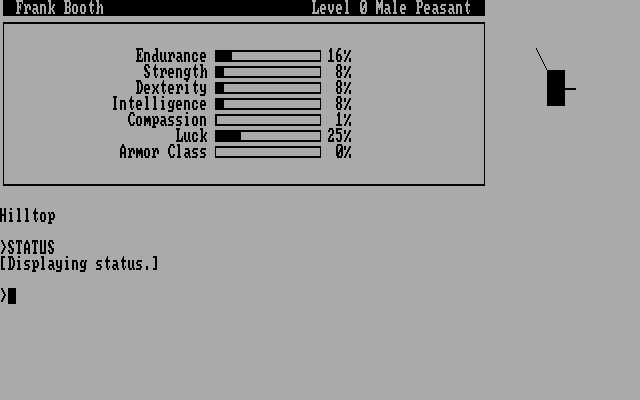 Frank Booth Level 0 Male Peasant
Endurance 16%
Strength 8%
Dexterity 8%
Intelligence 8%
Compassion 1%
Luck 25%
Armor Class 0%
Hilltop
>STATUS
[Displaying status.]
>